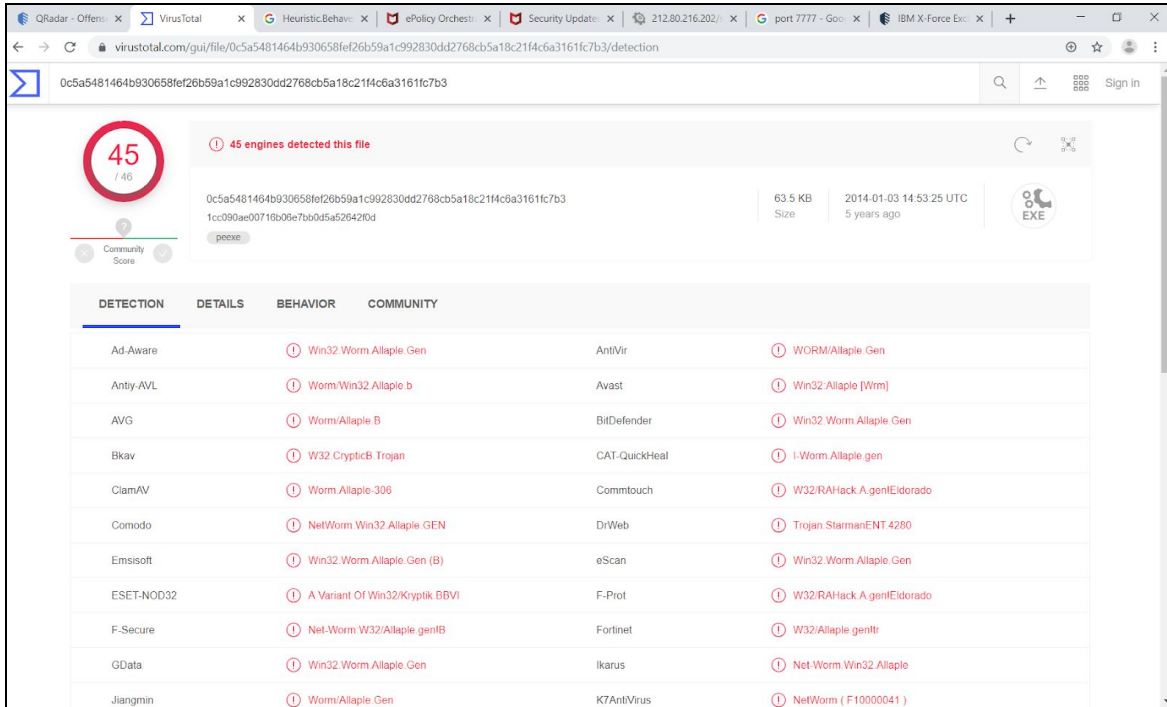 QRadar - Offens VirusTotal Heuristic.Behave ePolicy Orchestr Security Update 212.80.216.202/ port 7777 - Goo IBM X-Force Exc
virustotal.com/gui/file/0c5a5481464b930658fef26b59a1c992830dd2768cb5a18c21f4c6a3161fc7b3/detection
0c5a5481464b930658fef26b59a1c992830dd2768cb5a18c21f4c6a3161fc7b3 Sign in
45
/ 46
45 engines detected this file
0c5a5481464b930658fef26b59a1c992830dd2768cb5a18c21f4c6a3161fc7b3
1cc090ae00716b06e7bb0d5a52642f0d
peexe
63.5 KB
Size
2014-01-03 14:53:25 UTC
5 years ago
EXE
?
Community
Score
DETECTION DETAILS BEHAVIOR COMMUNITY
Ad-Aware Win32.Worm.Allaple.Gen AntiVir WORM/Allaple.Gen
Antiy-AVL Worm/Win32.Allaple.b Avast Win32:Allaple [Wrm]
AVG Worm/Allaple.B BitDefender Win32.Worm.Allaple.Gen
Bkav W32.CrypticB.Trojan CAT-QuickHeal I-Worm.Allaple.gen
ClamAV Worm.Allaple-306 Commtouch W32/RAHack.A.gen!Eldorado
Comodo NetWorm.Win32.Allaple.GEN DrWeb Trojan.StarmanENT.4280
Emsisoft Win32.Worm.Allaple.Gen (B) eScan Win32.Worm.Allaple.Gen
ESET-NOD32 A Variant Of Win32/Kryptik.BBVI F-Prot W32/RAHack.A.gen!Eldorado
F-Secure Net-Worm:W32/Allaple.gen!B Fortinet W32/Allaple.gen!tr
GData Win32.Worm.Allaple.Gen Ikarus Net-Worm.Win32.Allaple
Jiangmin Worm/Allaple.Gen K7AntiVirus NetWorm ( F10000041 )